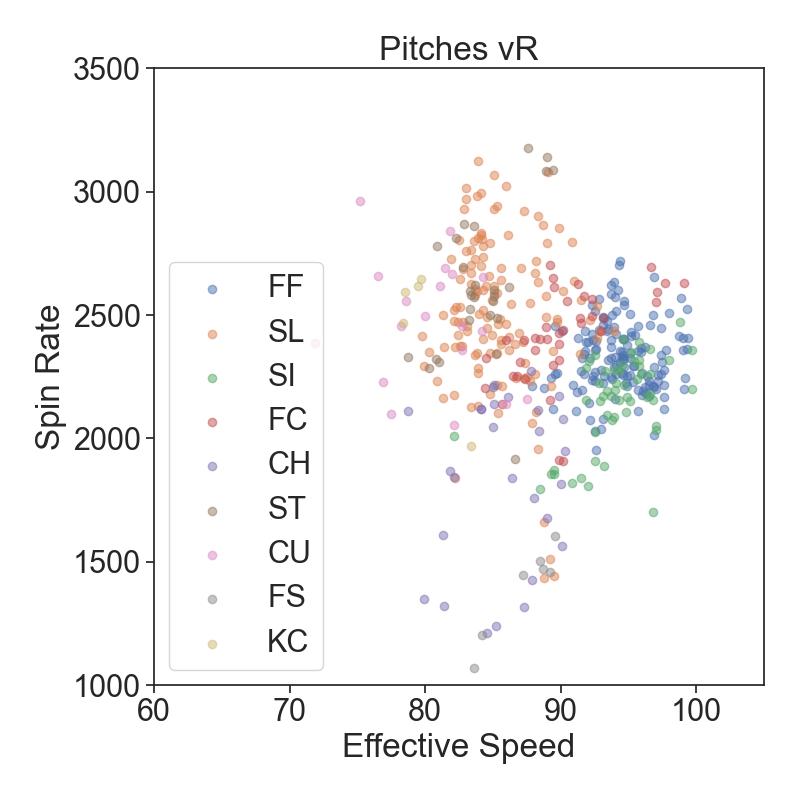 Pitches vR
3500
3000
2500
2000
1500
1000
Spin Rate
FF
SL
SI
FC
CH
ST
CU
FS
KC
60 70 80 90 100
Effective Speed